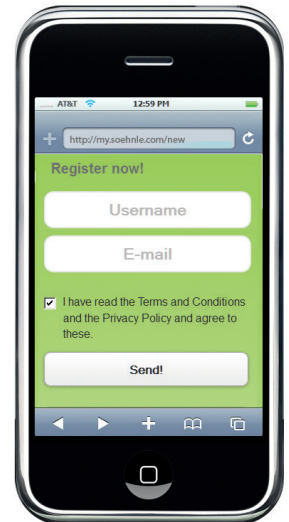 AT&T 12:59 PM
http://my.soehnle.com/new
Register now!
Username
E-mail
I have read the Terms and Conditions
and the Privacy Policy and agree to
these.
Send!